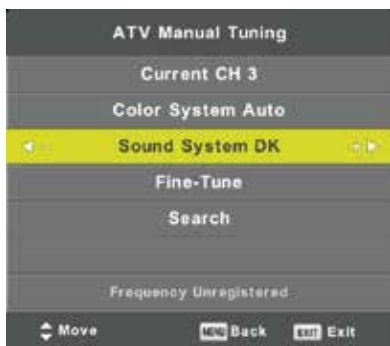 ATV Manual Tuning
Current CH 3
Color System Auto
Sound System DK
Fine-Tune
Search
Frequency Unregistered
Move MENU Back EXIT Exit